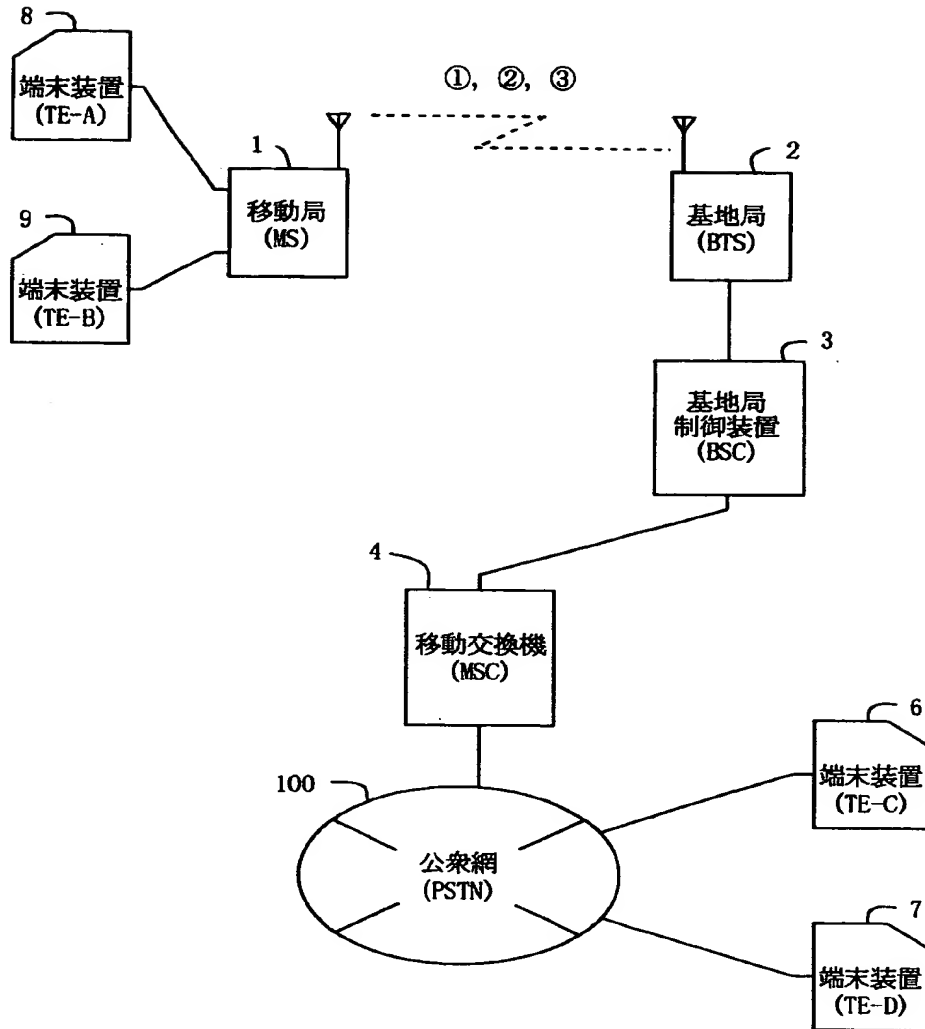 8
端末装置
(TE-A)
①, ②, ③
1
移動局
(MS)
2
基地局
(BTS)
9
端末装置
(TE-B)
3
基地局
制御装置
(BSC)
4
移動交換機
(MSC)
6
端末装置
(TE-C)
100
公衆網
(PSTN)
7
端末装置
(TE-D)